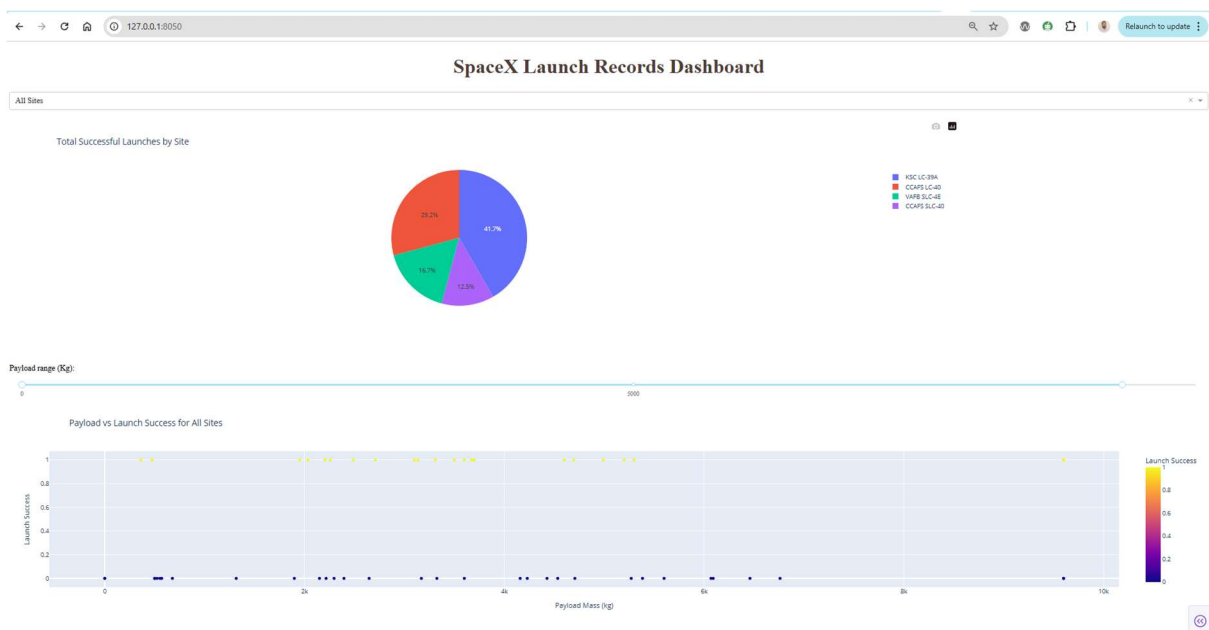 127.0.0.1:8050
Relaunch to update
SpaceX Launch Records Dashboard
All Sites
Total Successful Launches by Site
KSC LC-39A
CCAFS LC-40
VAFB SLC-4E
CCAFS SLC-40
29.2%
41.7%
16.7%
12.5%
Payload range (Kg):
0
5000
Payload vs Launch Success for All Sites
Launch Success
1
0.8
0.6
0.4
0.2
0
Launch Success
1
0.8
0.6
0.4
0.2
0
0
2k
4k
6k
8k
10k
Payload Mass (kg)